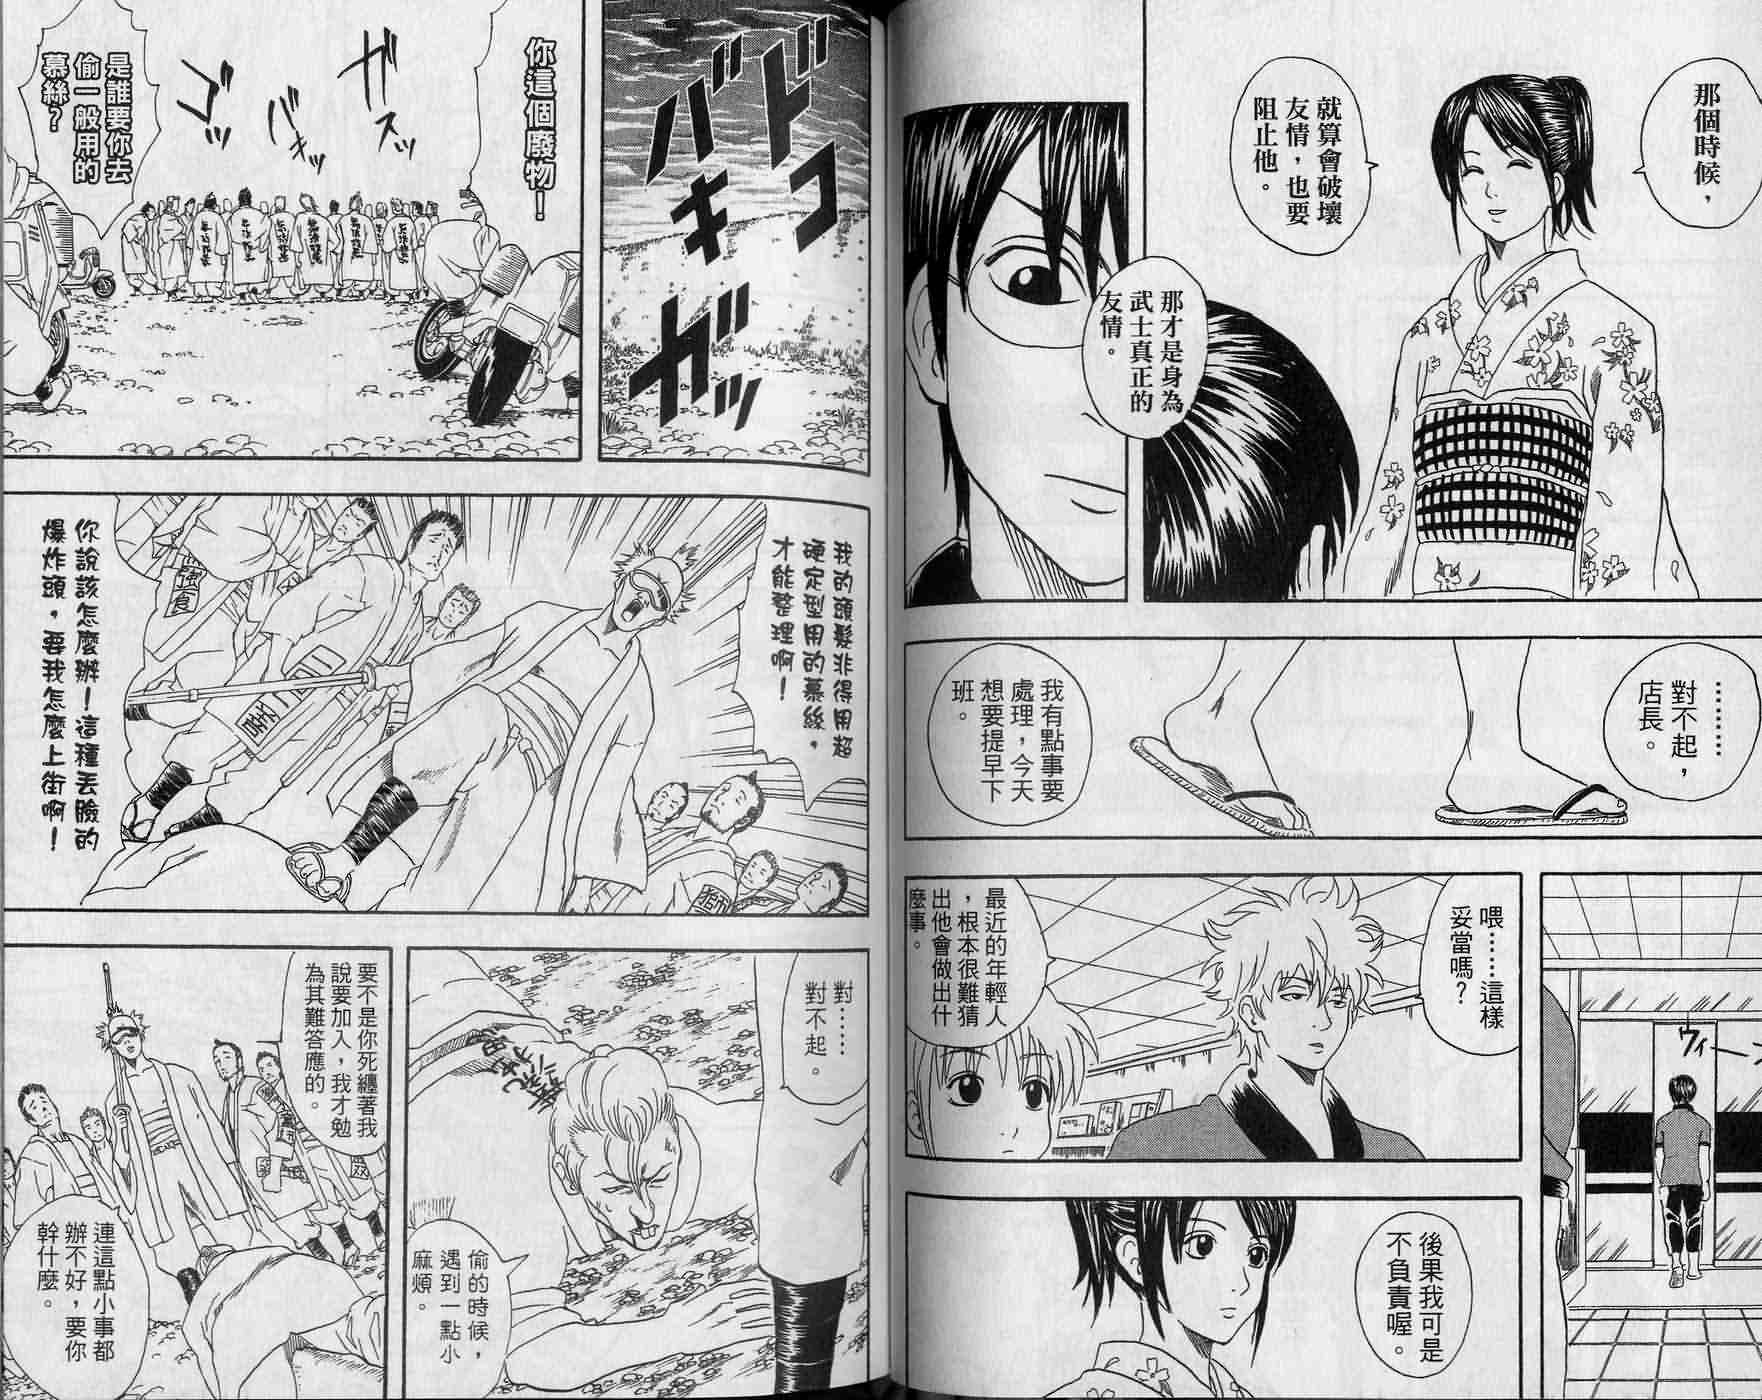 那個時候，
就算會破壞
友情，也要
阻止他。
那才是身為
武士真正的
友情。
………
對不起，
店長。
我有點事要
處理，今天
想要提早下
班。
ウィーン
喂……這樣
妥當嗎？
最近的年輕人
，根本很難猜
出他會做出什
麼事。
後果我可是
不負責喔。
ドコ
バキ
ガッ
你這個廢物！
ガスッ
バキッ
ゴッ
是誰要你去
偷一般用的
慕絲？
我的頭髮非得用超
硬定型用的慕絲，
才能整理啊！
你說該怎麼辦！這種丟臉的
爆炸頭，要我怎麼上街啊！
對……
對不起。
偷的時候，
遇到一點小
麻煩。
要不是你死纏著我
說要加入，我才勉
為其難答應的。
連這點小事都
辦不好，要你
幹什麼。